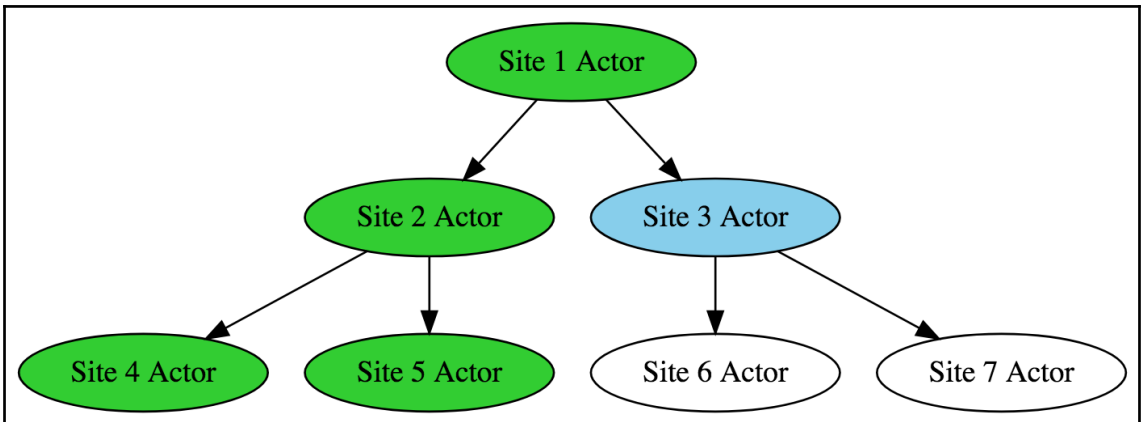 Site 1 Actor
Site 2 Actor
Site 3 Actor
Site 4 Actor
Site 5 Actor
Site 6 Actor
Site 7 Actor